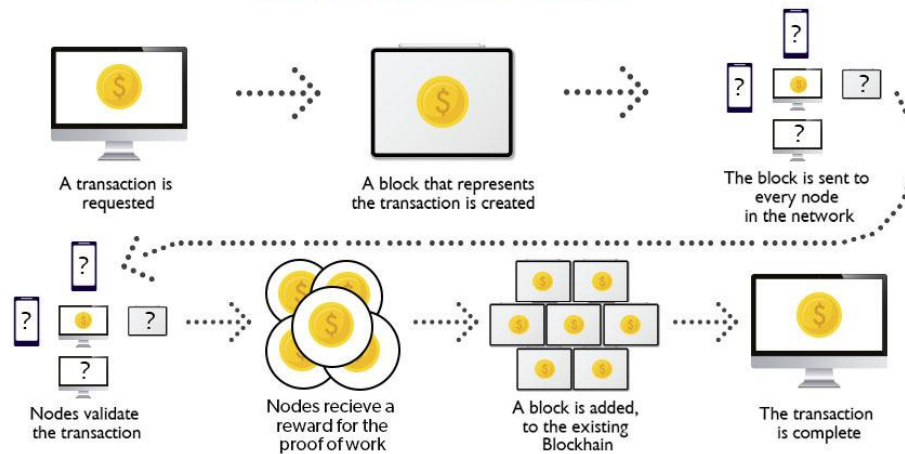 A transaction is
requested
A block that represents
the transaction is created
?
?
$
?
?
The block is sent to
every node
in the network
?
?
?
?
Nodes validate
the transaction
Nodes recieve a
reward for the
proof of work
A block is added,
to the existing
Blockhain
The transaction
is complete